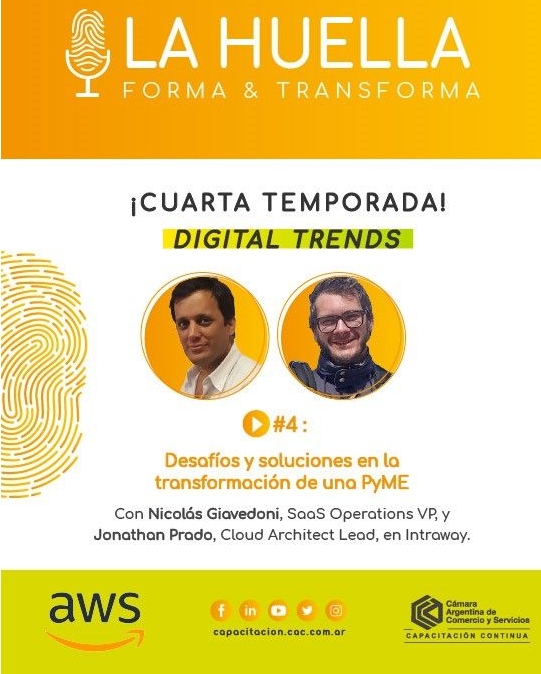 LA HUELLA
FORMA & TRANSFORMA
¡CUARTA TEMPORADA!
DIGITAL TRENDS
#4:
Desafíos y soluciones en la
transformación de una PyME
Con Nicolás Giavedoni, SaaS Operations VP, y
Jonathan Prado, Cloud Architect Lead, en Intraway.
aws
capacitacion.cac.com.ar
Cámara
Argentina de
Comercio y Servicios
CAPACITACIÓN CONTINUA